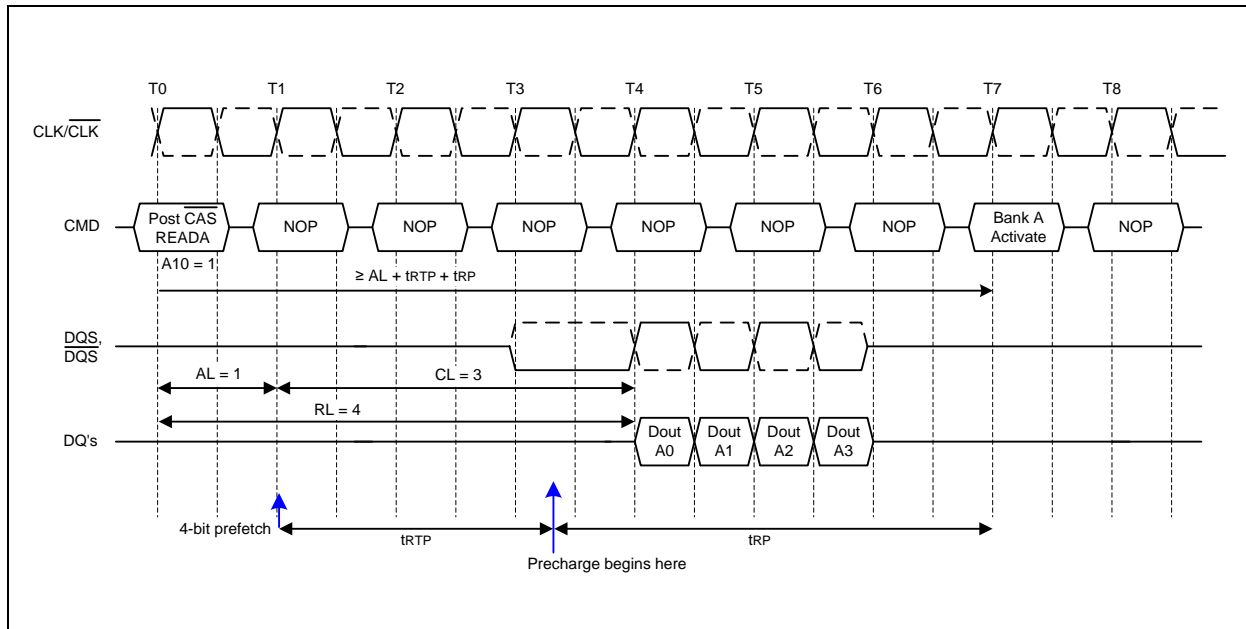 T0 T1 T2 T3 T4 T5 T6 T7 T8
CLK/CLK
CMD
Post CAS
READA
NOP NOP NOP NOP NOP NOP
Bank A
Activate
NOP
A10 = 1
≥ AL + tRTP + tRP
DQS,
DQS
AL = 1
CL = 3
RL = 4
DQ's
Dout
A0
Dout
A1
Dout
A2
Dout
A3
4-bit prefetch
tRTP
tRP
Precharge begins here